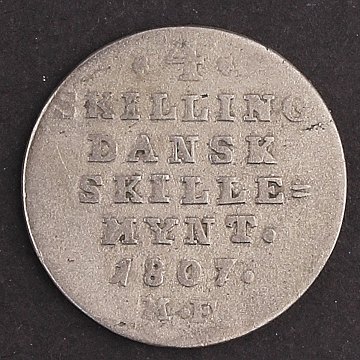 4
SKILLING
DANSK
SKILLE=
MYNT.
1807.
M.F